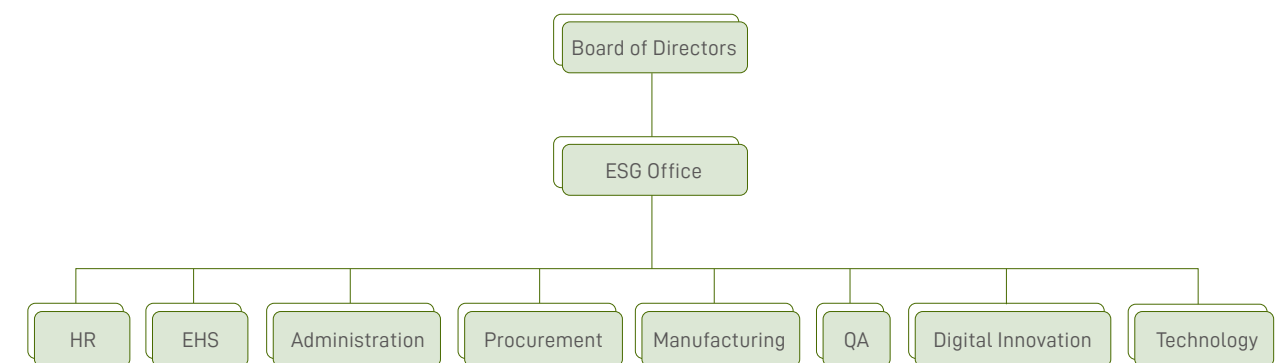 Board of Directors
ESG Office
HR
EHS
Administration
Procurement
Manufacturing
QA
Digital Innovation
Technology